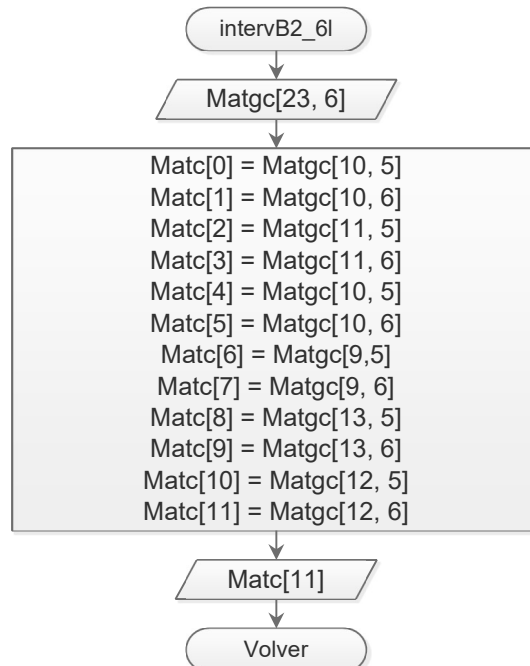 intervB2_6l
Matgc[23, 6]
Matc[0] = Matgc[10, 5]
Matc[1] = Matgc[10, 6]
Matc[2] = Matgc[11, 5]
Matc[3] = Matgc[11, 6]
Matc[4] = Matgc[10, 5]
Matc[5] = Matgc[10, 6]
Matc[6] = Matgc[9,5]
Matc[7] = Matgc[9, 6]
Matc[8] = Matgc[13, 5]
Matc[9] = Matgc[13, 6]
Matc[10] = Matgc[12, 5]
Matc[11] = Matgc[12, 6]
Matc[11]
Volver